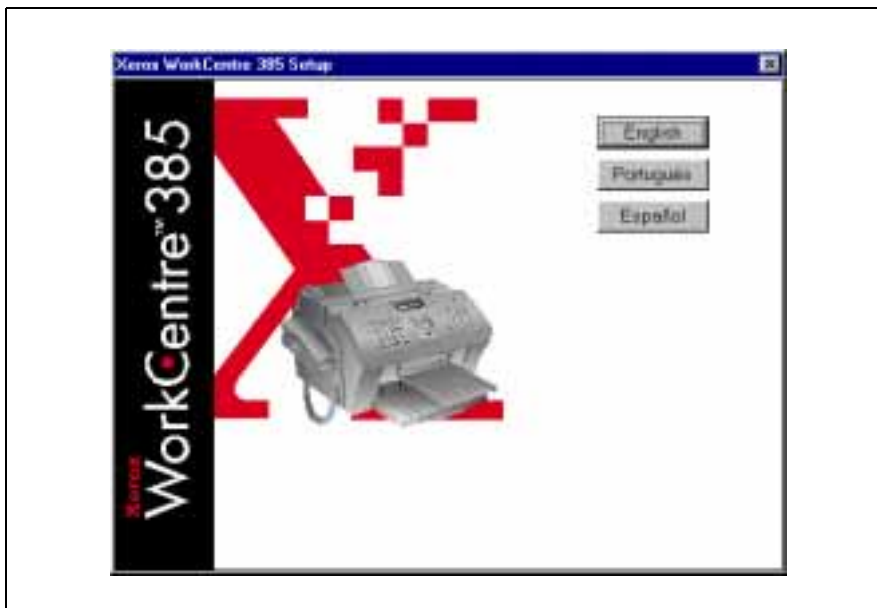 Xerox WorkCentre 385 Setup
Xerox
WorkCentre™ 385
English
Portugues
Español